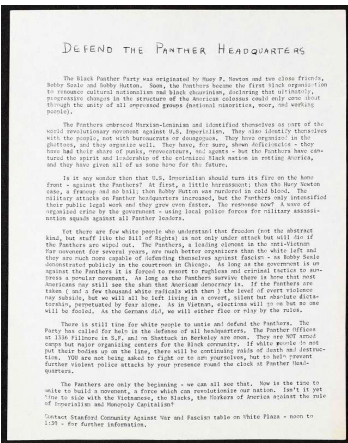 DEFEND THE PANTHER HEADQUARTERS
The Black Panther Party was originated by Huey P. Newton and two close friends,
Bobby Seale and Bobby Hutton. Soon, the Panthers became the first black organization
to renounce cultural nationalism and black chauvinism, declaring that ultimately,
progressive changes in the structure of the American colossus could only come about
through the unity of all oppressed groups (national minorities, poor, and working
people).
The Panthers embraced Marxism-Leninism and identified themselves as part of the
world revolutionary movement against U.S. Imperialism. They also identify themselves
with the people, not with bureaucrats or demagogues. They have organized in the
ghettoes, and they organize well. They have, for sure, shown deficiencies - they
have had their share of punks, provocateurs, and agents - but the Panthers have cap-
tured the spirit and leadership of the colonized Black nation in rotting America,
and they have given all of us some hope for the future.
Is it any wonder then that U.S. Imperialism should turn its fire on the home
front - against the Panthers? At first, a little harassment; then the Huey Newton
case, a frameup and no bail; then Bobby Hutton was murdered in cold blood. The
military attacks on Panther headquarters increased, but the Panthers only intensified
their public legal work and they grew even faster. The response now? A wave of
organized crime by the government - using local police forces for military assassi-
nation squads against all Panther leaders.
Yet there are few white people who understand that freedom (not the abstract
kind, but stuff like the Bill of Rights) is not only under attack but will die if
the Panthers are wiped out. The Panthers, a leading element in the anti-Vietnam
War movement for several years, are much better organizers than the white left and
they are much more capable of defending themselves against fascism - as Bobby Seale
demonstrated publicly in the courtroom in Chicago. As long as the government is un
against the Panthers it is forced to resort to ruthless and criminal tactics to sup-
press a popular movement. As long as the Panthers survive there is hope that most
Americans may still see the sham that American democracy is. If the Panthers are
taken ( and a few thousand white radicals with them ) the level of overt violence
may subside, but we will all be left living in a covert, silent but absolute dicta-
torship, perpetuated by fear alone. As in Vietnam, elections will go on but no one
will be fooled. As the Germans did, we will either flee or play by the rules.
There is still time for white people to unite and defend the Panthers. The
Party has called for help in the defense of all headquarters. The Panther Offices
at 1336 Fillmore in S.F. and on Shattuck in Berkeley are open. They are NOT armed
camps but major organizing centers for the Black community. If white people do not
put their bodies up on the line, there will be continuing raids of death and destruc-
tion. YOU are not being asked to fight or to arm yourselves, but to help prevent
further violent police attacks by your presence round the clock at Panther Head-
quarters.
The Panthers are only the beginning - we can all see that. Now is the time to
unite to build a movement, a force which can revolutionize our nation. Isn't it yet
time to side with the Vietnamese, the Blacks, the Workers of America against the rule
of Imperialism and Monopoly Capitalism?
Contact Stanford Community Against War and Fascism table on White Plaza - noon to
1:30 - for further information.